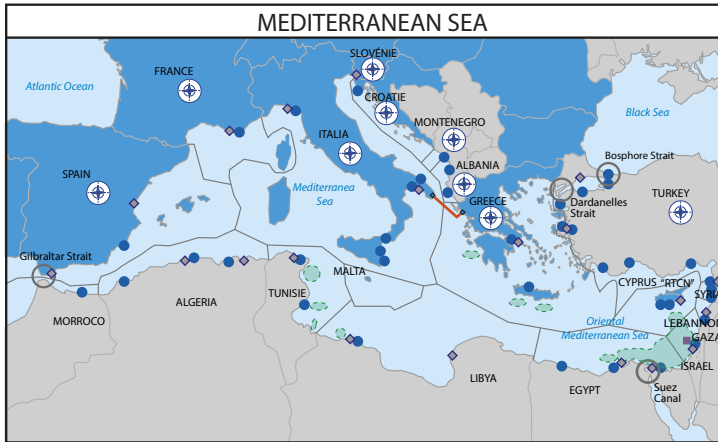 MEDITERRANEAN SEA
SLOVÉNIE
FRANCE
Atlantic Ocean
CROATIE
Black Sea
MONTENEGRO
ITALIA
Bosphore Strait
ALBANIA
SPAIN
Mediterranea
Sea
TURKEY
GREECE
Dardanelles
Strait
Gilbraltar Strait
MALTA
CYPRUS "RTCN"
SYRIA
ALGERIA
TUNISIE
MORROCO
Oriental
Mediterranean Sea
LEBANNON
GAZA
ISRAEL
LIBYA
EGYPT
Suez
Canal